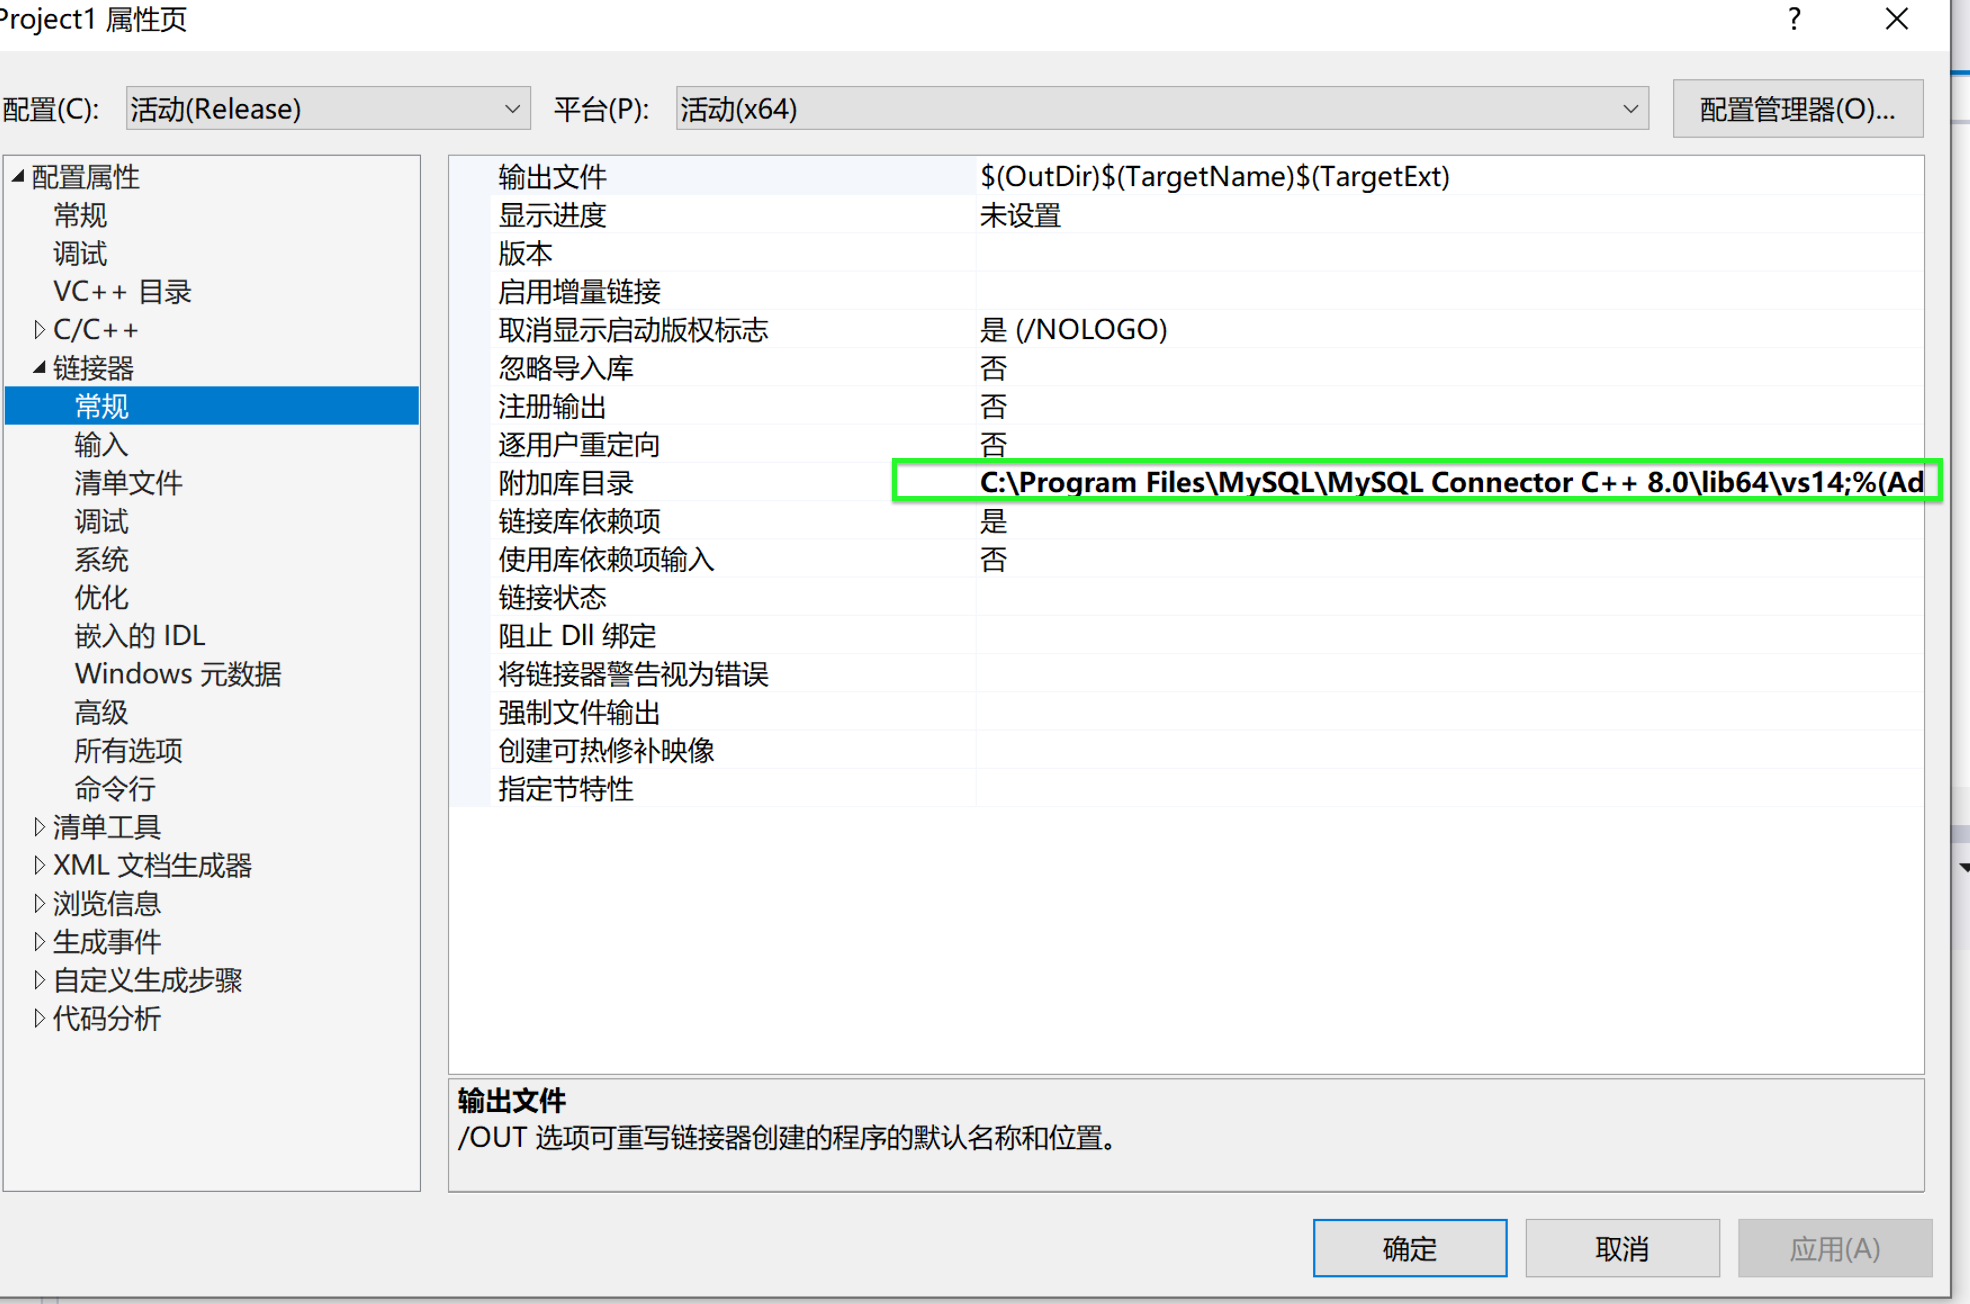 Project1 属性页
?
配置(C): 活动(Release) 平台(P): 活动(x64) 配置管理器(O)...
配置属性
常规
调试
VC++ 目录
C/C++
链接器
常规
输入
清单文件
调试
系统
优化
嵌入的 IDL
Windows 元数据
高级
所有选项
命令行
清单工具
XML 文档生成器
浏览信息
生成事件
自定义生成步骤
代码分析
输出文件 $(OutDir)$(TargetName)$(TargetExt)
显示进度 未设置
版本
启用增量链接
取消显示启动版权标志 是 (/NOLOGO)
忽略导入库 否
注册输出 否
逐用户重定向 否
附加库目录 C:\Program Files\MySQL\MySQL Connector C++ 8.0\lib64\vs14;%(Ad
链接库依赖项 是
使用库依赖项输入 否
链接状态
阻止 Dll 绑定
将链接器警告视为错误
强制文件输出
创建可热修补映像
指定节特性
输出文件
/OUT 选项可重写链接器创建的程序的默认名称和位置。
确定 取消 应用(A)